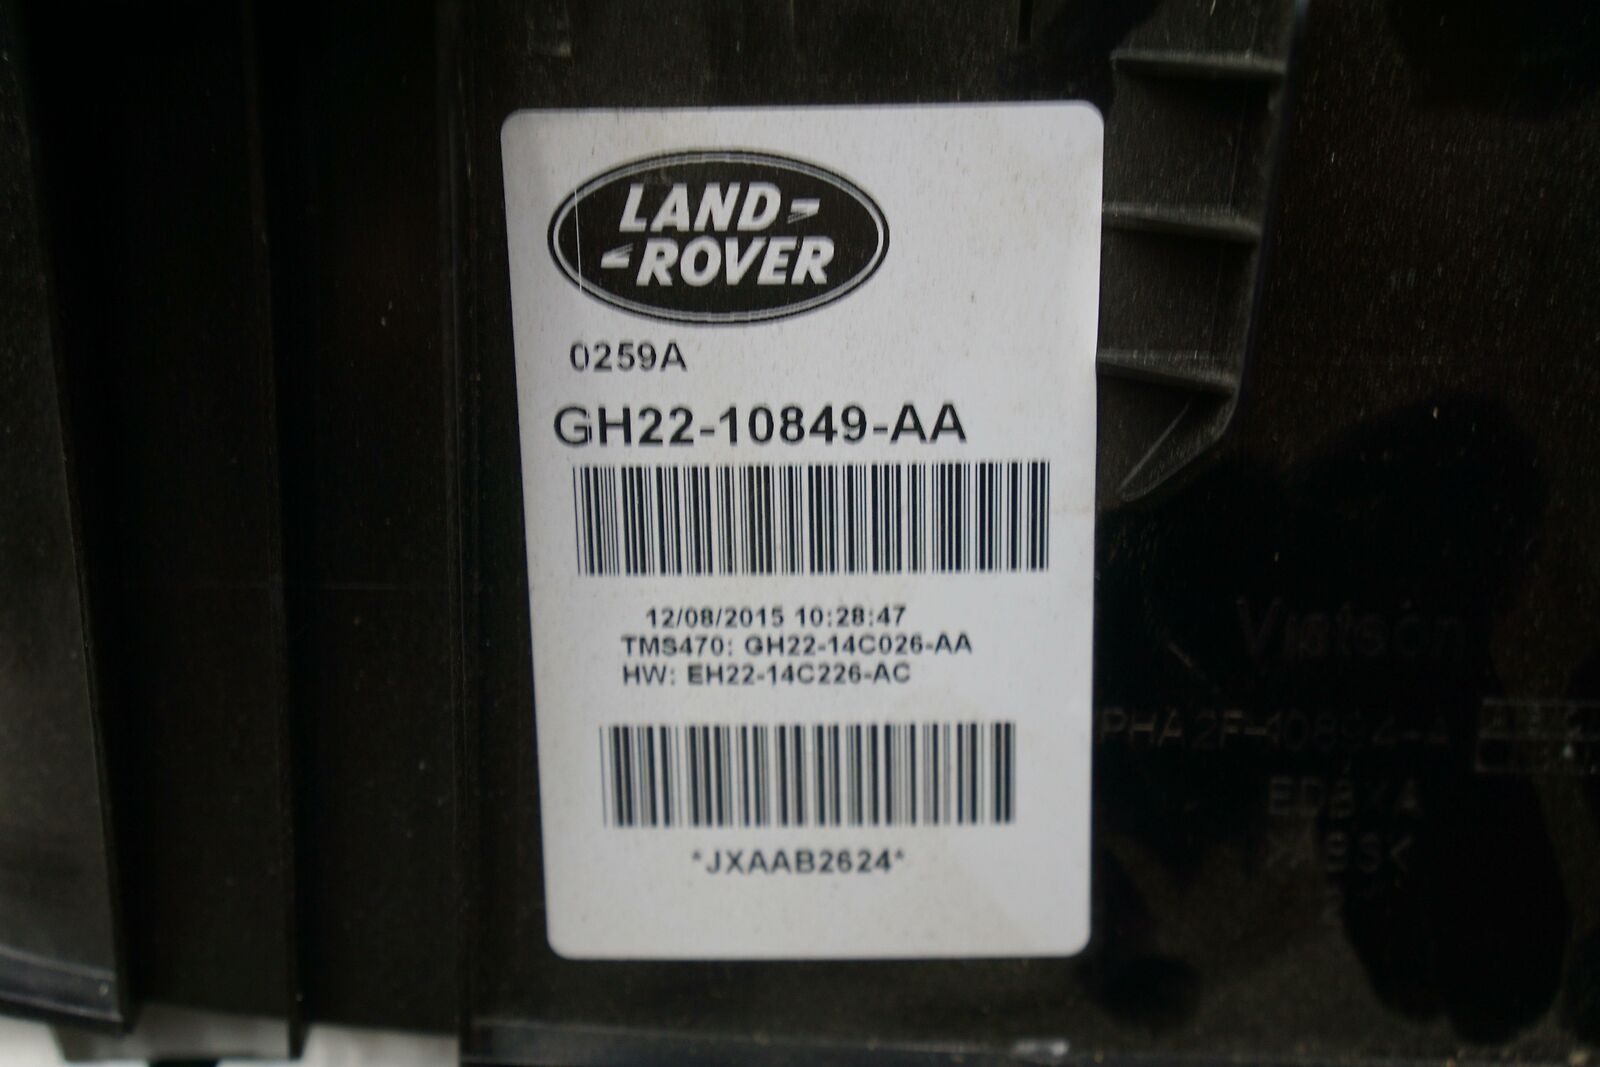 LAND-
-ROVER
0259A
GH22-10849-AA
12/08/2015 10:28:47
TMS470: GH22-14C026-AA
HW: EH22-14C226-AC
*JXAAB2624*
Visteon